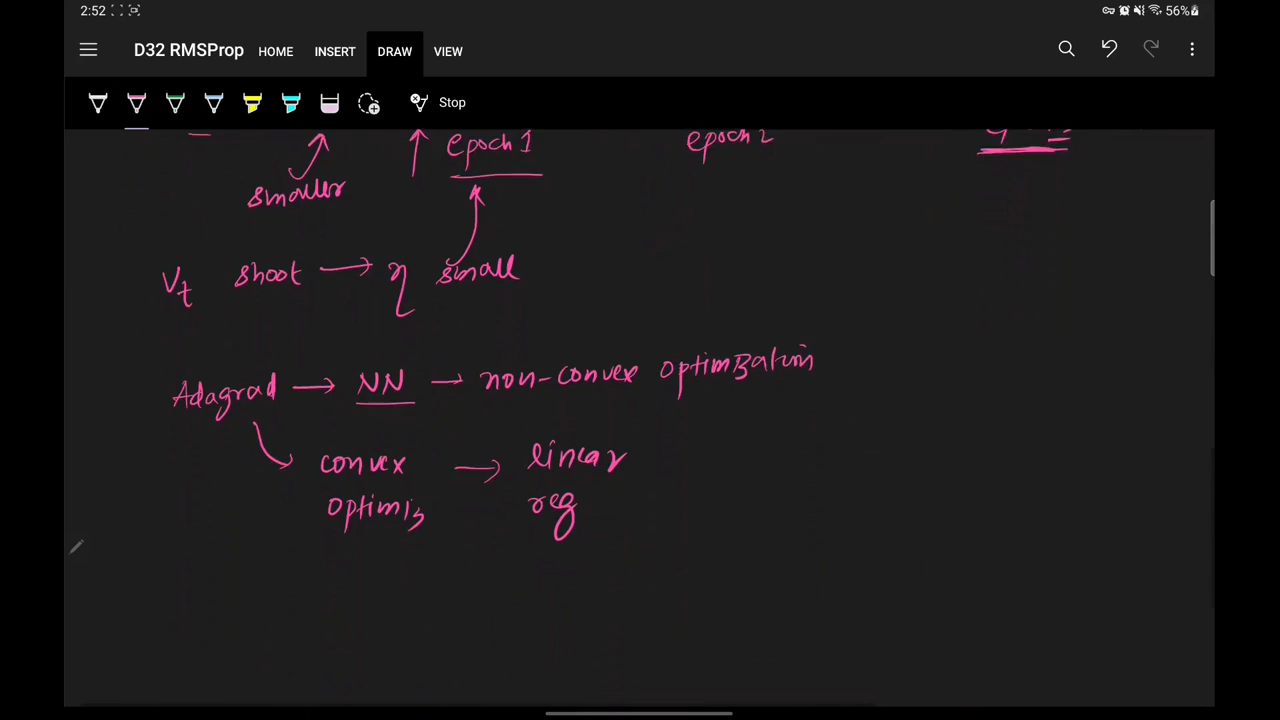 2:52
56%
D32 RMSProp HOME INSERT DRAW VIEW
Stop
epoch 1
epoch 2
smaller
Vt shoot → η small
Adagrad → NN → non-convex optimization
convex → linear
optimiz reg